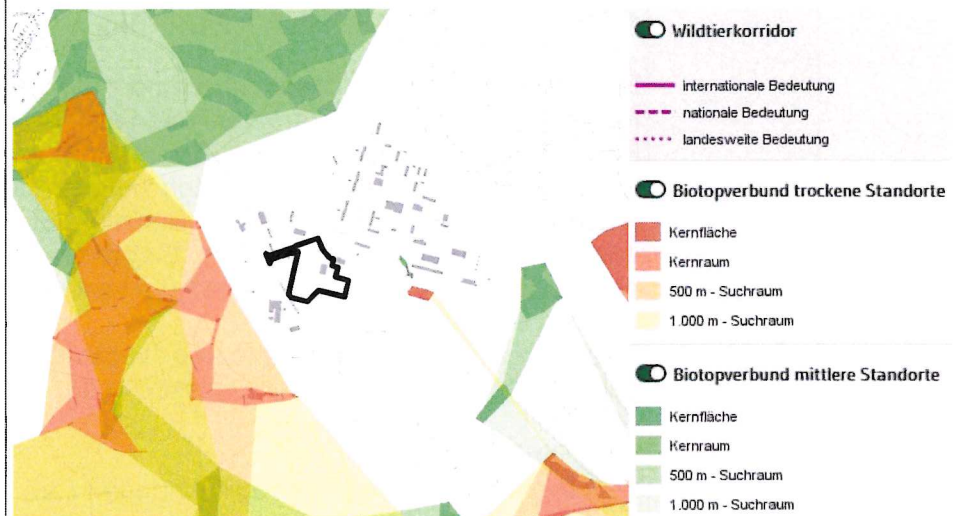 Wildtierkorridor
internationale Bedeutung
nationale Bedeutung
landesweite Bedeutung
Biotopverbund trockene Standorte
Kernfläche
Kernraum
500 m - Suchraum
1.000 m - Suchraum
Biotopverbund mittlere Standorte
Kernfläche
Kernraum
500 m - Suchraum
1.000 m - Suchraum